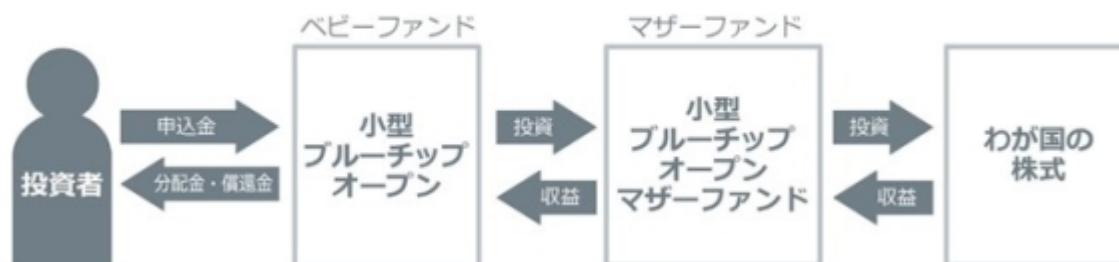 ベビーファンド
マザーファンド
投資者
申込金
分配金・償還金
小型
ブルーチップ
オープン
投資
収益
小型
ブルーチップ
オープン
マザーファンド
投資
収益
わが国の
株式